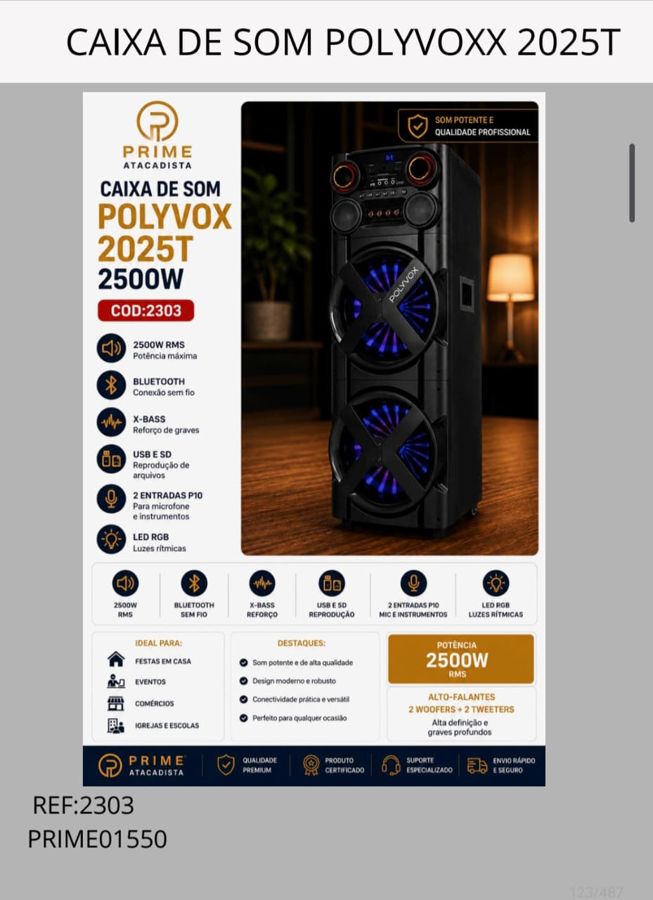 CAIXA DE SOM POLYVOXX 2025T
PRIME
ATACADISTA
CAIXA DE SOM
POLYVOX
2025T
2500W
COD:2303
2500W RMS
Potência máxima
BLUETOOTH
Conexão sem fio
X-BASS
Reforço de graves
USB E SD
Reprodução de
arquivos
2 ENTRADAS P10
Para microfone
e instrumentos
LED RGB
Luzes rítmicas
SOM POTENTE E
QUALIDADE PROFISSIONAL
POLYVOX
2500W
RMS
BLUETOOTH
SEM FIO
X-BASS
REFORÇO
USB E SD
REPRODUÇÃO
2 ENTRADAS P10
MIC E INSTRUMENTOS
LED RGB
LUZES RÍTMICAS
IDEAL PARA:
FESTAS EM CASA
EVENTOS
COMÉRCIOS
IGREJAS E ESCOLAS
DESTAQUES:
Som potente e de alta qualidade
Design moderno e robusto
Conectividade prática e versátil
Perfeito para qualquer ocasião
POTÊNCIA
2500W
RMS
ALTO-FALANTES
2 WOOFERS + 2 TWEETERS
Alta definição e
graves profundos
PRIME
ATACADISTA
QUALIDADE
PREMIUM
PRODUTO
CERTIFICADO
SUPORTE
ESPECIALIZADO
ENVIO RÁPIDO
E SEGURO
REF:2303
PRIME01550
123/487